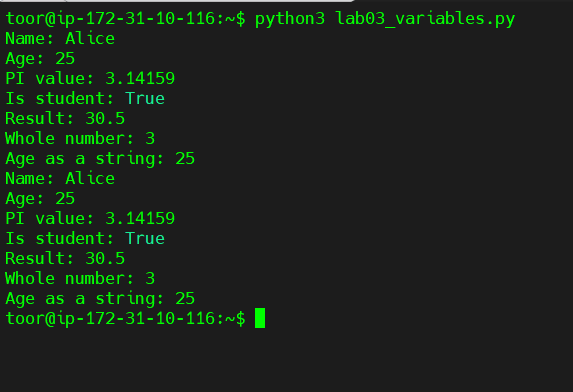 toor@ip-172-31-10-116:~$ python3 lab03_variables.py
Name: Alice
Age: 25
PI value: 3.14159
Is student: True
Result: 30.5
Whole number: 3
Age as a string: 25
Name: Alice
Age: 25
PI value: 3.14159
Is student: True
Result: 30.5
Whole number: 3
Age as a string: 25
toor@ip-172-31-10-116:~$